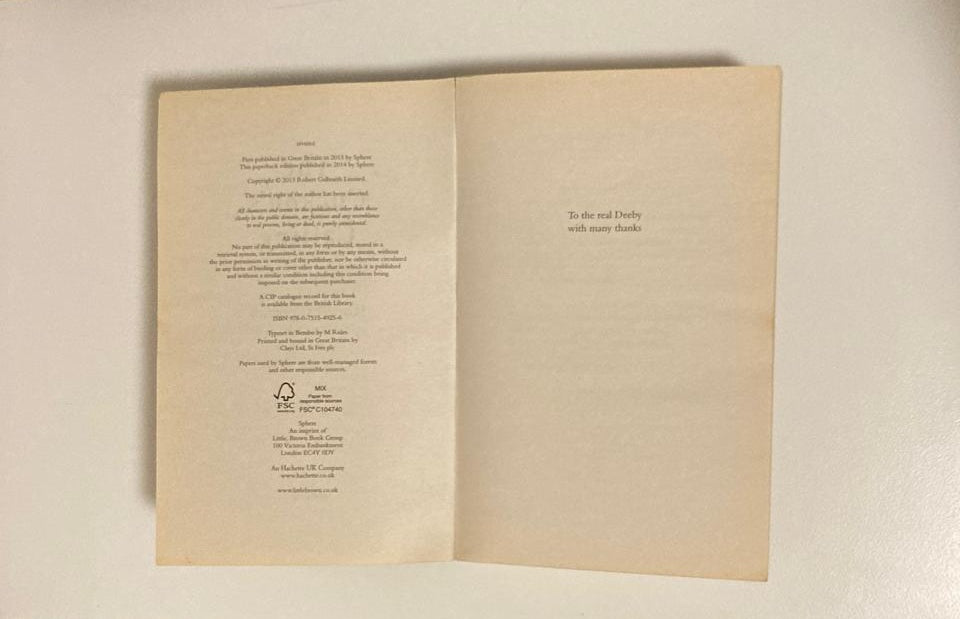 SPHERE
First published in Great Britain in 2013 by Sphere
This paperback edition published in 2014 by Sphere
Copyright © 2013 Robert Galbraith Limited.
The moral right of the author has been asserted.
All characters and events in this publication, other than those
clearly in the public domain, are fictitious and any resemblance
to real persons, living or dead, is purely coincidental.
All rights reserved.
No part of this publication may be reproduced, stored in a
retrieval system, or transmitted, in any form or by any means, without
the prior permission in writing of the publisher, nor be otherwise circulated
in any form of binding or cover other than that in which it is published
and without a similar condition including this condition being
imposed on the subsequent purchaser.
A CIP catalogue record for this book
is available from the British Library.
ISBN 978-0-7515-4925-6
Typeset in Bembo by M Rules
Printed and bound in Great Britain by
Clays Ltd, St Ives plc
Papers used by Sphere are from well-managed forests
and other responsible sources.
MIX
Paper from
responsible sources
FSC
FSC® C104740
Sphere
An imprint of
Little, Brown Book Group
100 Victoria Embankment
London EC4Y 0DY
An Hachette UK Company
www.hachette.co.uk
www.littlebrown.co.uk
To the real Deeby
with many thanks